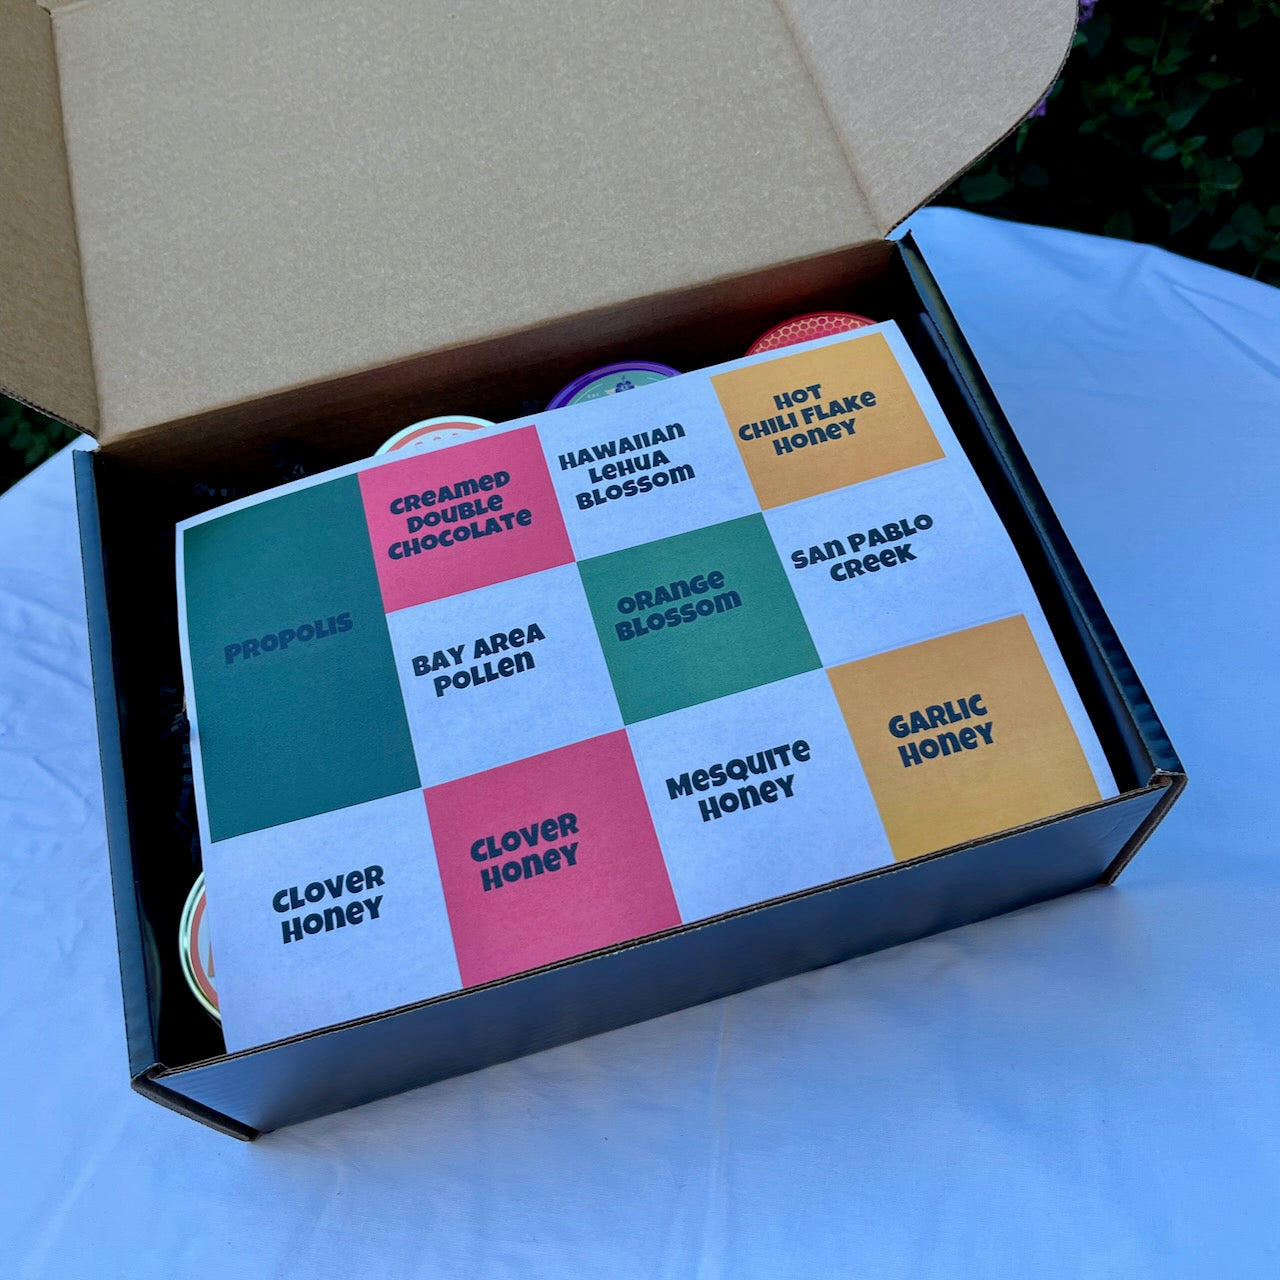 PROPOLIS
CREAMED
DOUBLE
CHOCOLATE
HAWAIIAN
LEHUA
BLOSSOM
HOT
CHILI FLAKE
HONEY
BAY AREA
POLLEN
ORANGE
BLOSSOM
SAN PABLO
CREEK
CLOVER
HONEY
CLOVER
HONEY
MESQUITE
HONEY
GARLIC
HONEY